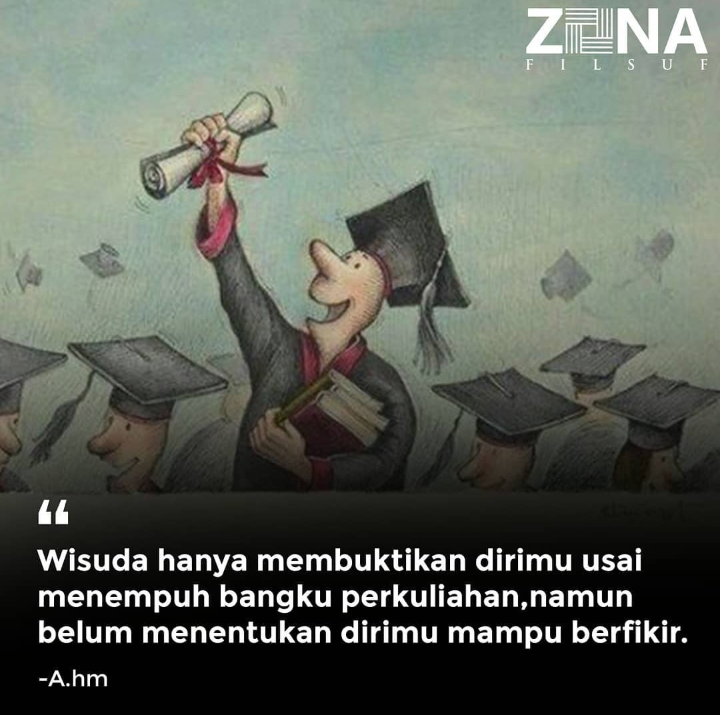 ZONA
FILSUF
“
Wisuda hanya membuktikan dirimu usai
menempuh bangku perkuliahan,namun
belum menentukan dirimu mampu berfikir.
-A.hm